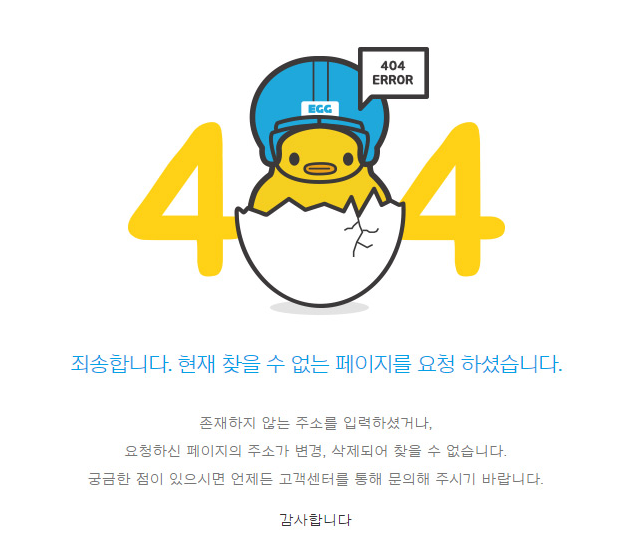 404
ERROR
EGG
4 4
죄송합니다. 현재 찾을 수 없는 페이지를 요청 하셨습니다.
존재하지 않는 주소를 입력하셨거나,
요청하신 페이지의 주소가 변경, 삭제되어 찾을 수 없습니다.
궁금한 점이 있으시면 언제든 고객센터를 통해 문의해 주시기 바랍니다.
감사합니다